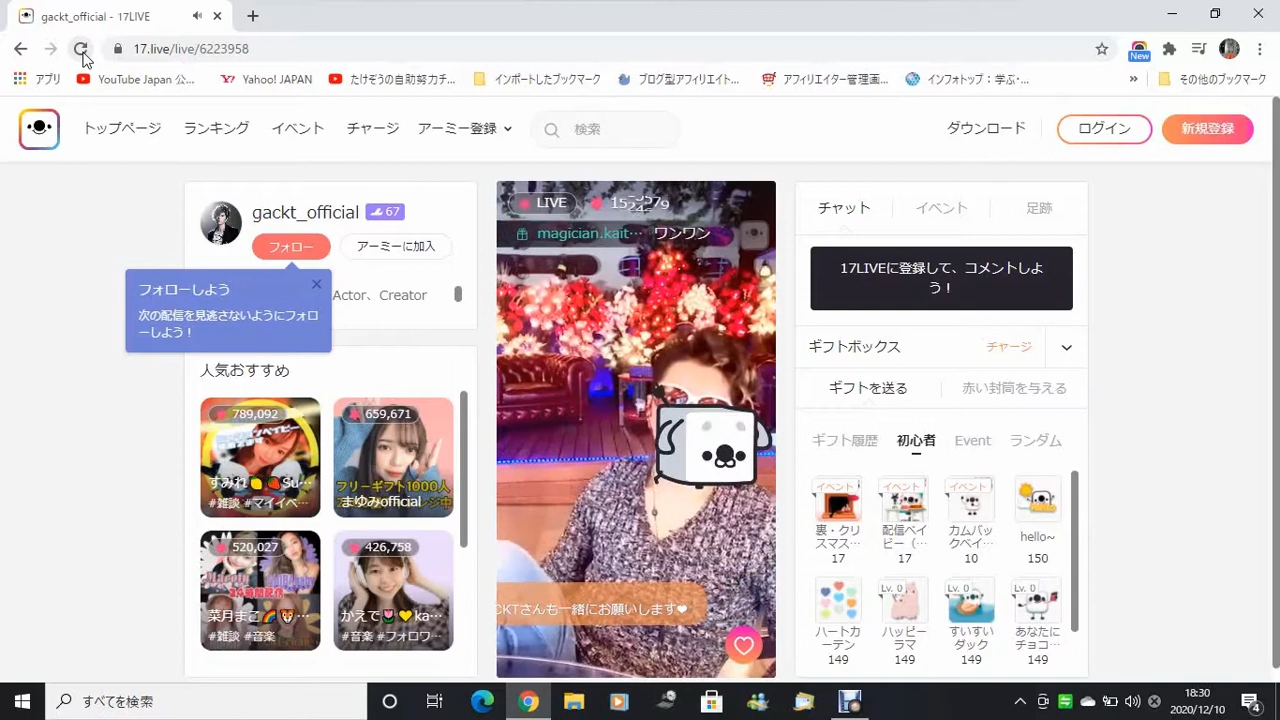 gackt_official - 17LIVE
17.live/live/6223958
New
アプリ
YouTube Japan 公...
Yahoo! JAPAN
たけぞうの自助努力チ...
インポートしたブックマーク
ブログ型アフィリエイト...
アフィリエイター管理画...
インフォトップ：学ぶ・...
»
その他のブックマーク
トップページ
ランキング
イベント
チャージ
アーミー登録
検索
ダウンロード
ログイン
新規登録
gackt_official
67
フォロー
アーミーに加入
Actor、Creator
フォローしよう
次の配信を見逃さないようにフォロ
ーしよう！
人気おすすめ
789,092
すみれ🍋🍓Su...
#雑談 #マイイベ...
659,671
フリーギフト1000人
まゆみofficial
520,027
菜月まこ🌈🐯...
#雑談 #音楽
426,758
かえで🌷💛ka...
#音楽 #フォロワ...
LIVE
magician.kait... ワンワン
CKTさんも一緒にお願いします❤
チャット
イベント
足跡
17LIVEに登録して、コメントしよ
う！
ギフトボックス
チャージ
ギフトを送る
赤い封筒を与える
ギフト履歴
初心者
Event
ランダム
イベント
裏・クリ
スマス...
17
イベント
配信ベイ
ビー（...
17
イベント
カムバッ
クベイ...
10
hello~
150
ハートカ
ーテン
149
Lv. 0
ハッピー
ラマ
149
Lv. 0
すいすい
ダック
149
Lv. 0
あなたに
チョコ...
149
すべてを検索
18:30
2020/12/10
4